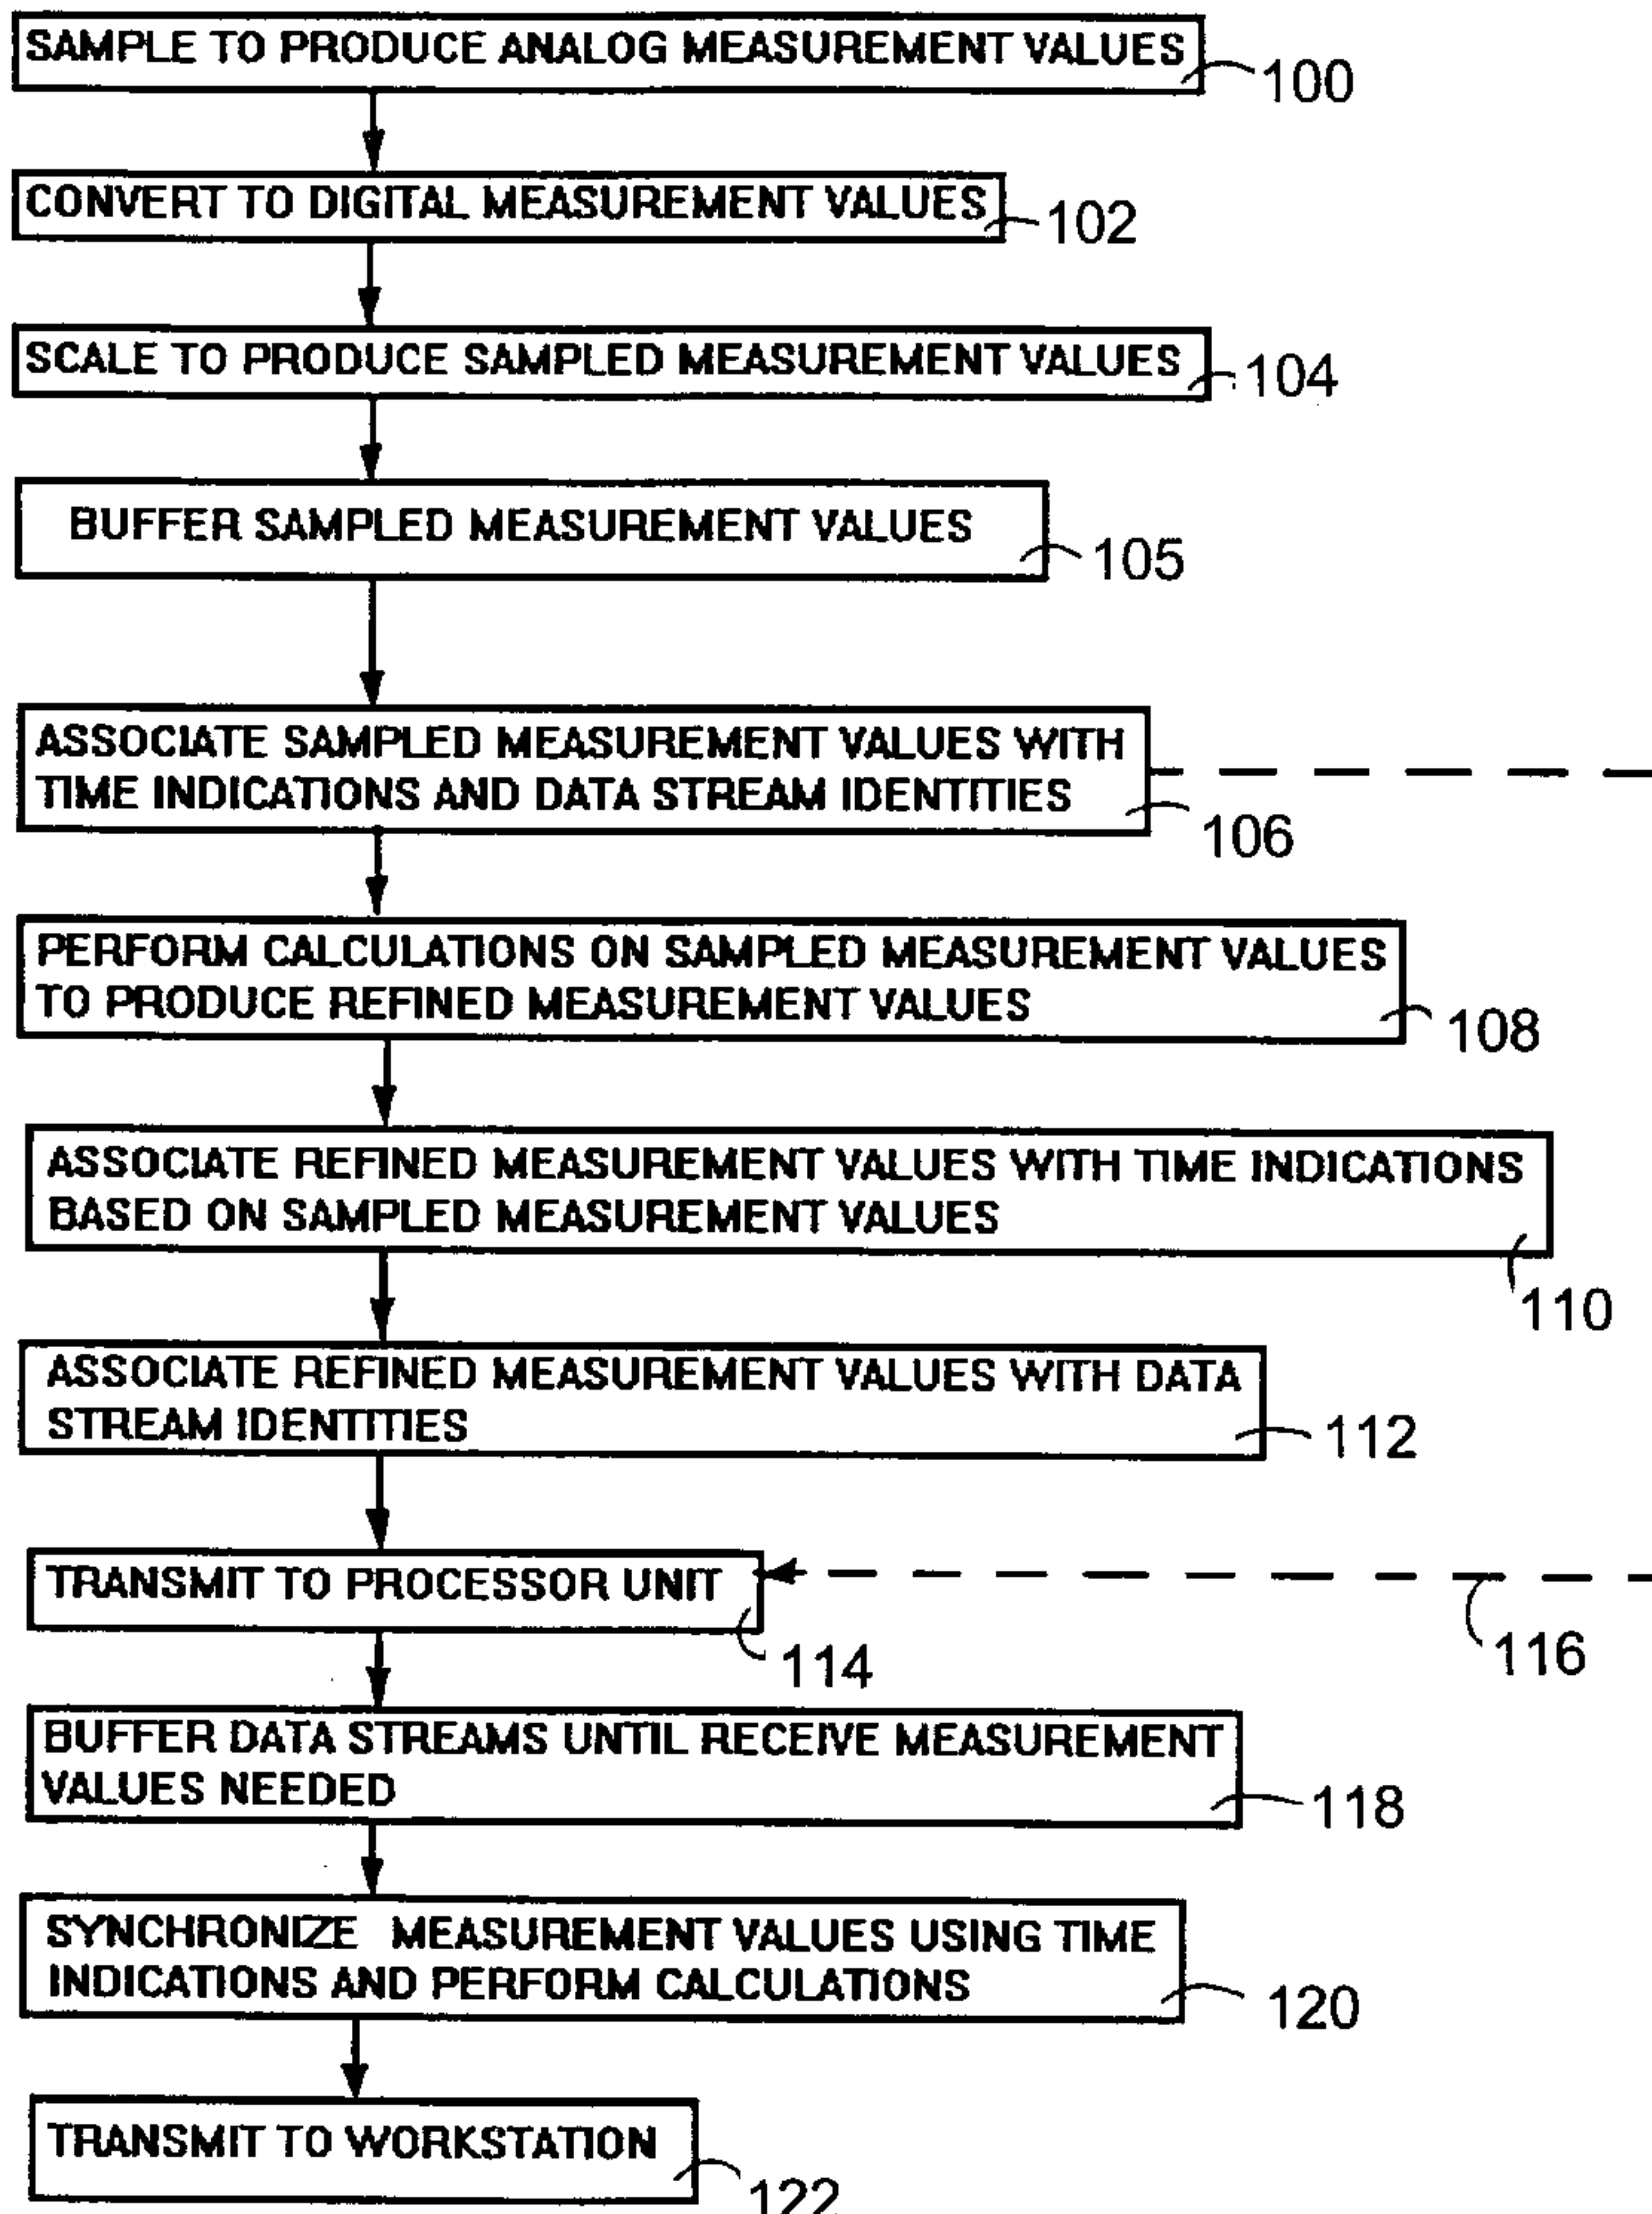 SAMPLE TO PRODUCE ANALOG MEASUREMENT VALUES
100
CONVERT TO DIGITAL MEASUREMENT VALUES
102
SCALE TO PRODUCE SAMPLED MEASUREMENT VALUES
104
BUFFER SAMPLED MEASUREMENT VALUES
105
ASSOCIATE SAMPLED MEASUREMENT VALUES WITH
TIME INDICATIONS AND DATA STREAM IDENTITIES
106
PERFORM CALCULATIONS ON SAMPLED MEASUREMENT VALUES
TO PRODUCE REFINED MEASUREMENT VALUES
108
ASSOCIATE REFINED MEASUREMENT VALUES WITH TIME INDICATIONS
BASED ON SAMPLED MEASUREMENT VALUES
110
ASSOCIATE REFINED MEASUREMENT VALUES WITH DATA
STREAM IDENTITIES
112
TRANSMIT TO PROCESSOR UNIT
114
116
BUFFER DATA STREAMS UNTIL RECEIVE MEASUREMENT
VALUES NEEDED
118
SYNCHRONIZE MEASUREMENT VALUES USING TIME
INDICATIONS AND PERFORM CALCULATIONS
120
TRANSMIT TO WORKSTATION
122